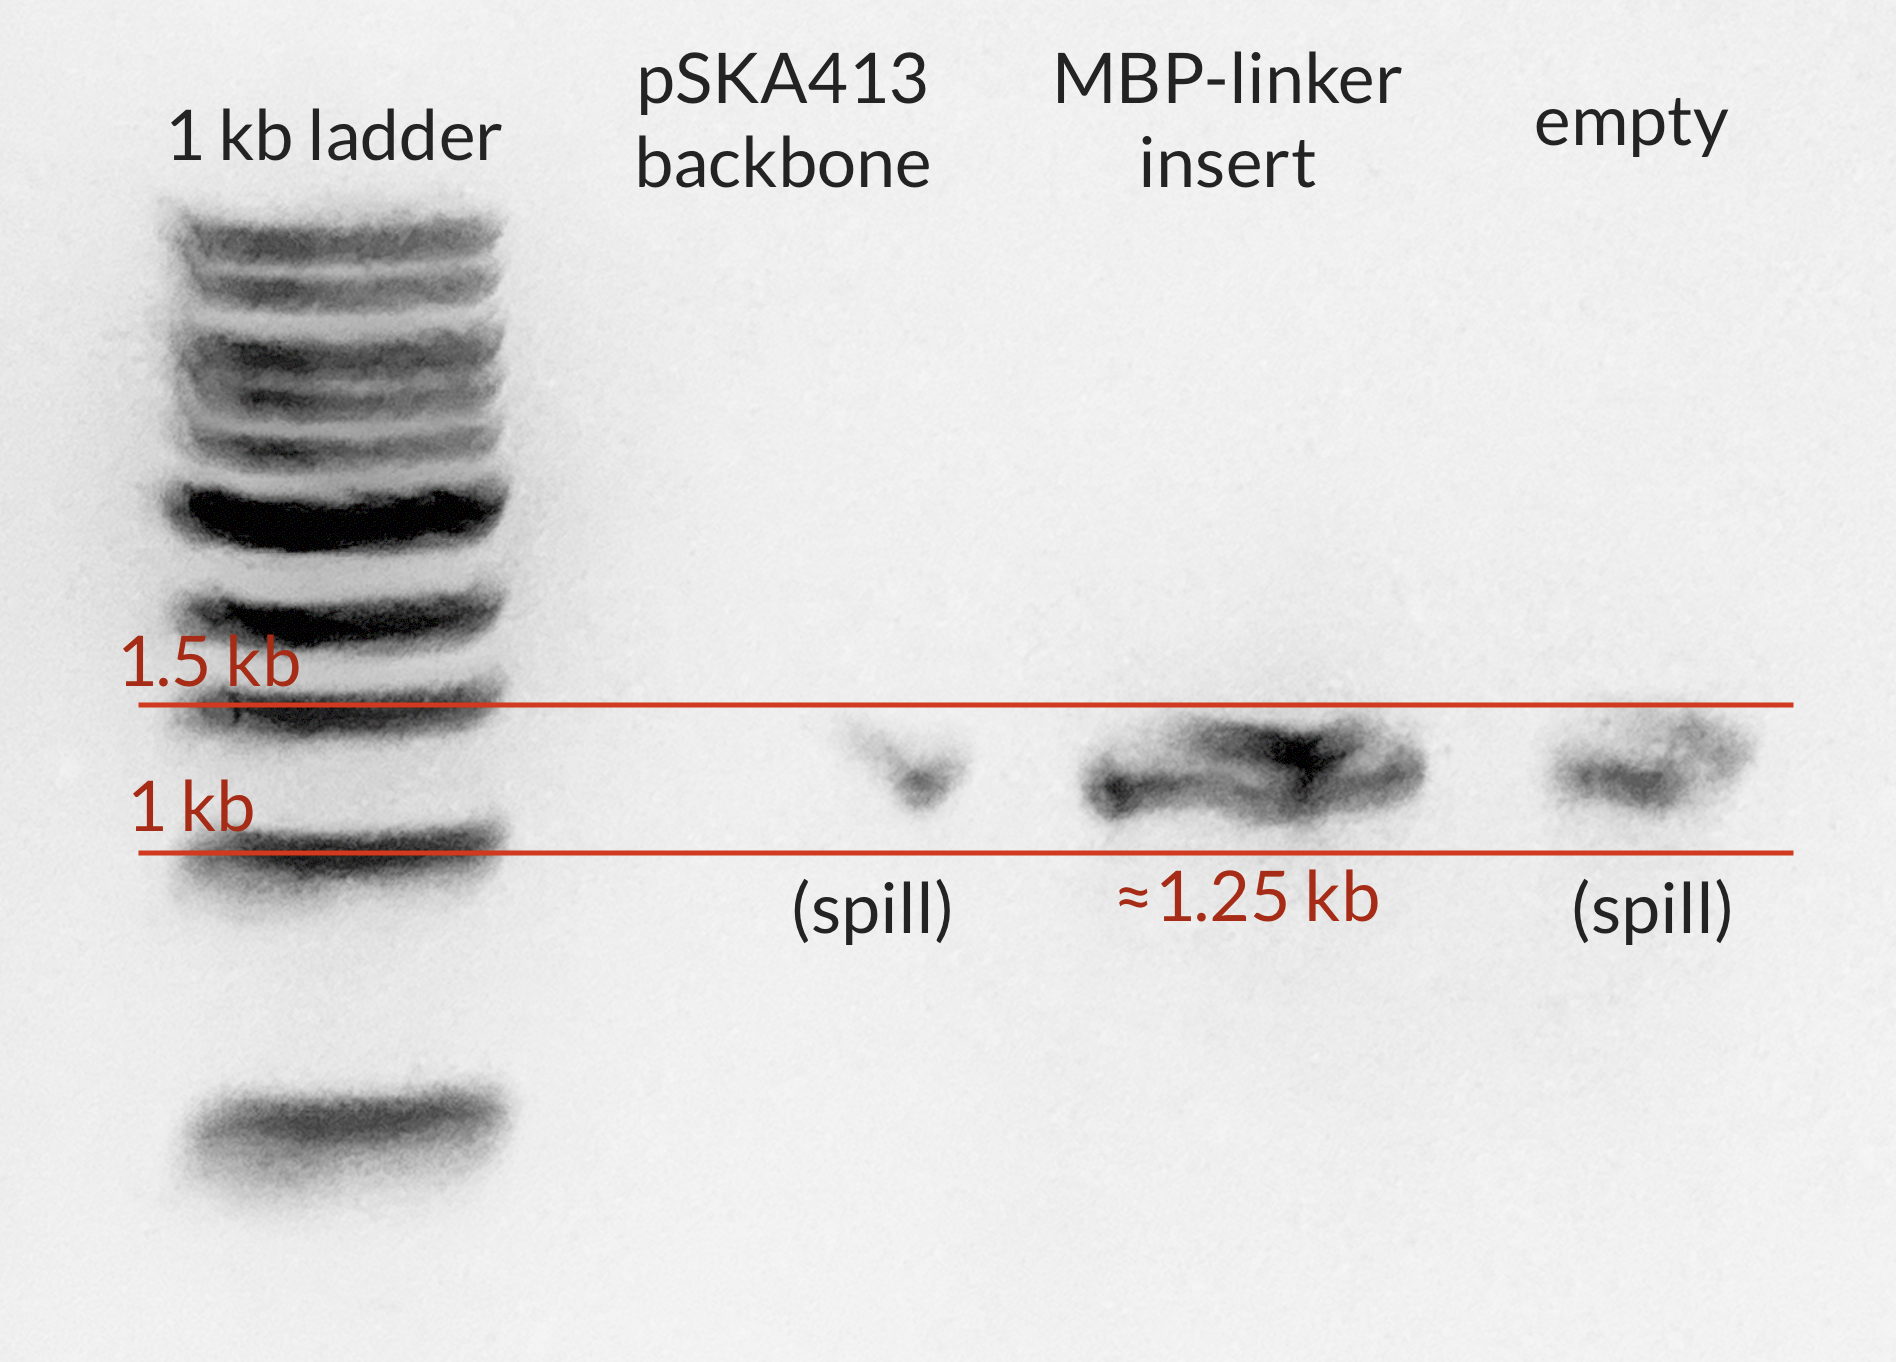 1 kb ladder
pSKA413
backbone
MBP-linker
insert
empty
1.5 kb
1 kb
(spill)
≈1.25 kb
(spill)